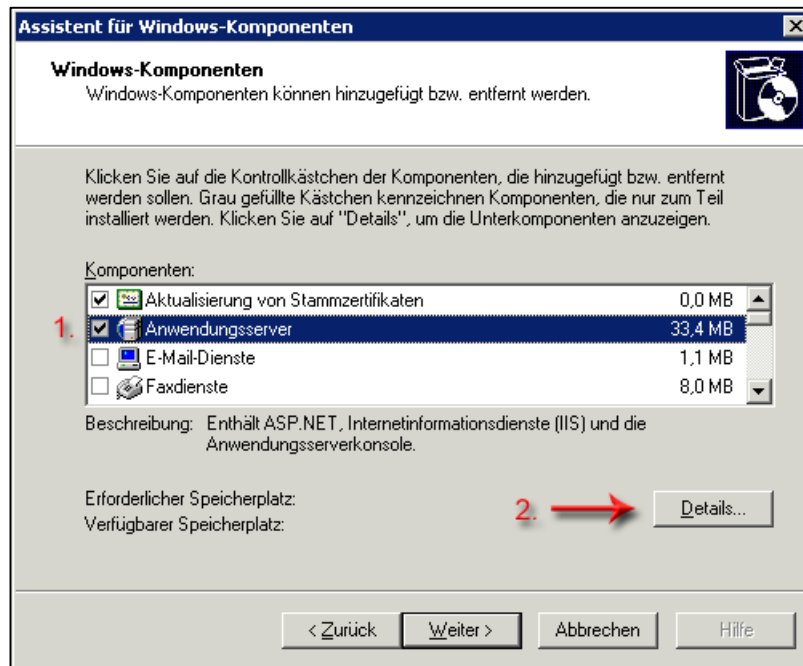 Assistent für Windows-Komponenten
Windows-Komponenten
Windows-Komponenten können hinzugefügt bzw. entfernt werden.
Klicken Sie auf die Kontrollkästchen der Komponenten, die hinzugefügt bzw. entfernt
werden sollen. Grau gefüllte Kästchen kennzeichnen Komponenten, die nur zum Teil
installiert werden. Klicken Sie auf "Details", um die Unterkomponenten anzuzeigen.
Komponenten:
Aktualisierung von Stammzertifikaten 0,0 MB
1. Anwendungsserver 33,4 MB
E-Mail-Dienste 1,1 MB
Faxdienste 8,0 MB
Beschreibung: Enthält ASP.NET, Internetinformationsdienste (IIS) und die
Anwendungsserverkonsole.
Erforderlicher Speicherplatz:
2. Details...
Verfügbarer Speicherplatz:
< Zurück Weiter > Abbrechen Hilfe